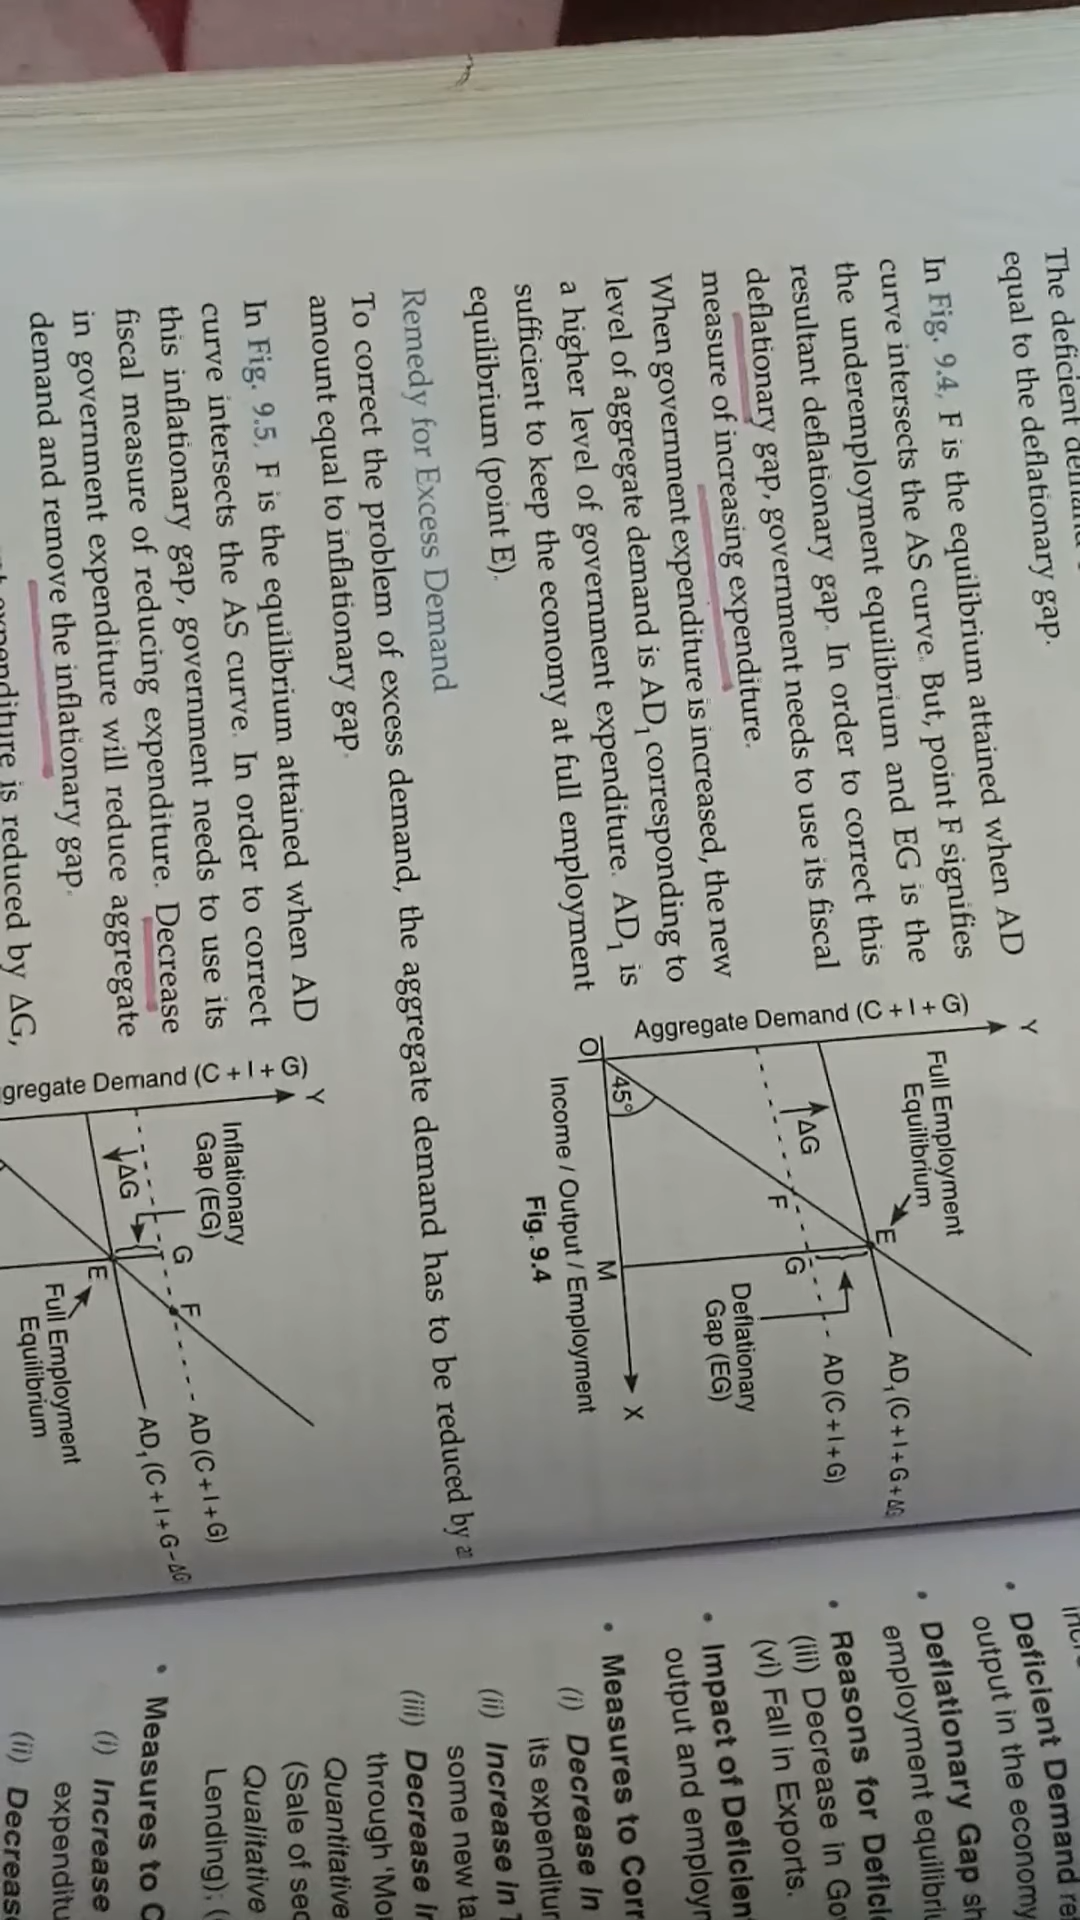 The deficient
equal to the deflationary gap.
In Fig. 9.4, F is the equilibrium attained when AD
curve intersects the AS curve. But, point F signifies
the underemployment equilibrium and EG is the
resultant deflationary gap. In order to correct this
deflationary gap, government needs to use its fiscal
measure of increasing expenditure.
When government expenditure is increased, the new
level of aggregate demand is AD₁ corresponding to
a higher level of government expenditure. AD₁ is
sufficient to keep the economy at full employment
equilibrium (point E).
Y
Aggregate Demand (C + I + G)
Full Employment
Equilibrium
E
AD₁ (C + I + G + ΔG
ΔG
F
G
AD (C + I + G)
Deflationary
Gap (EG)
45°
O
M
X
Income / Output / Employment
Fig. 9.4
Remedy for Excess Demand
To correct the problem of excess demand, the aggregate demand has to be reduced by
amount equal to inflationary gap.
In Fig. 9.5, F is the equilibrium attained when AD
curve intersects the AS curve. In order to correct
this inflationary gap, government needs to use its
fiscal measure of reducing expenditure. Decrease
in government expenditure will reduce aggregate
demand and remove the inflationary gap.
expenditure is reduced by ΔG,
Y
gregate Demand (C + I + G)
Inflationary
Gap (EG)
G
F
AD (C + I + G)
ΔG
E
AD₁ (C + I + G - ΔG
Full Employment
Equilibrium
• Deficient Demand re
output in the economy
• Deflationary Gap sh
employment equilibri
• Reasons for Defici
(iii) Decrease in Go
(vi) Fall in Exports.
• Impact of Deficien
output and employr
• Measures to Corr
(i) Decrease in
its expenditur
(ii) Increase in T
some new ta
(iii) Decrease in
through 'Mo
Quantitative
(Sale of sec
Qualitative
Lending); (
• Measures to C
(i) Increase
expenditu
(ii) Decreas